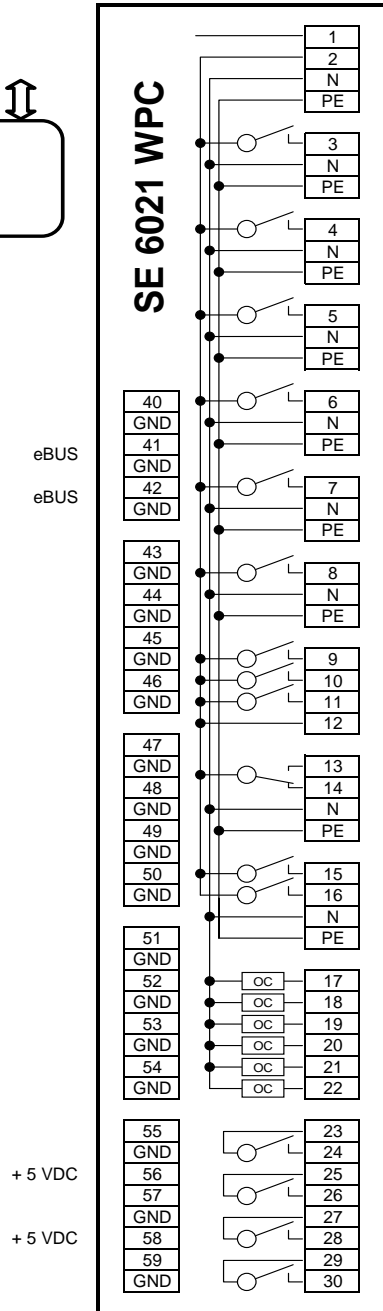 SE 6021 WPC
eBUS
eBUS
+ 5 VDC
+ 5 VDC
40
GND
41
GND
42
GND
43
GND
44
GND
45
GND
46
GND
47
GND
48
GND
49
GND
50
GND
51
GND
52
GND
53
GND
54
GND
55
GND
56
57
GND
58
59
GND
1
2
N
PE
3
N
PE
4
N
PE
5
N
PE
6
N
PE
7
N
PE
8
N
PE
9
10
11
12
13
14
N
PE
15
16
N
PE
OC 17
OC 18
OC 19
OC 20
OC 21
OC 22
23
24
25
26
27
28
29
30